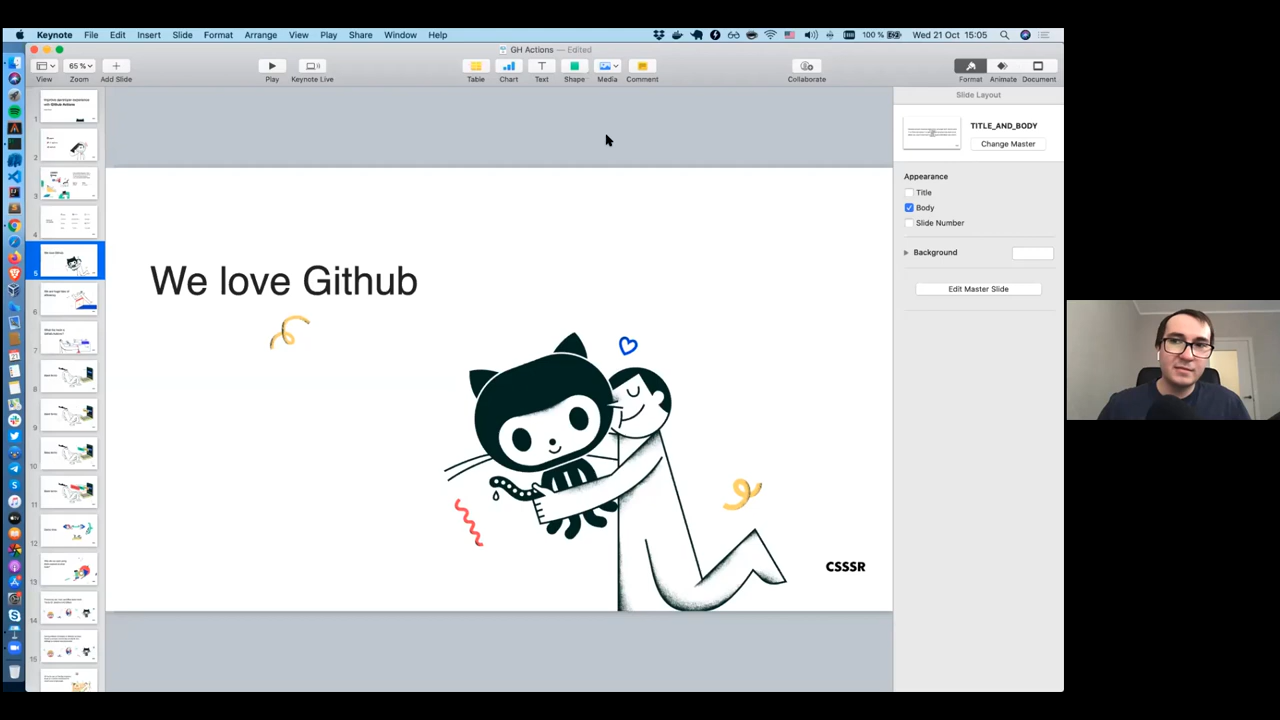 Keynote File Edit Insert Slide Format Arrange View Play Share Window Help
100 % Wed 21 Oct 15:05
GH Actions — Edited
65 %
View Zoom Add Slide
Play Keynote Live
Table Chart Text Shape Media Comment
Collaborate
Format Animate Document
Slide Layout
TITLE_AND_BODY
Change Master
Appearance
Title
Body
Slide Number
Background
Edit Master Slide
1
2
3
4
We love Github
5
6
7
8
9
10
11
12
13
14
15
We love Github
CSSSR